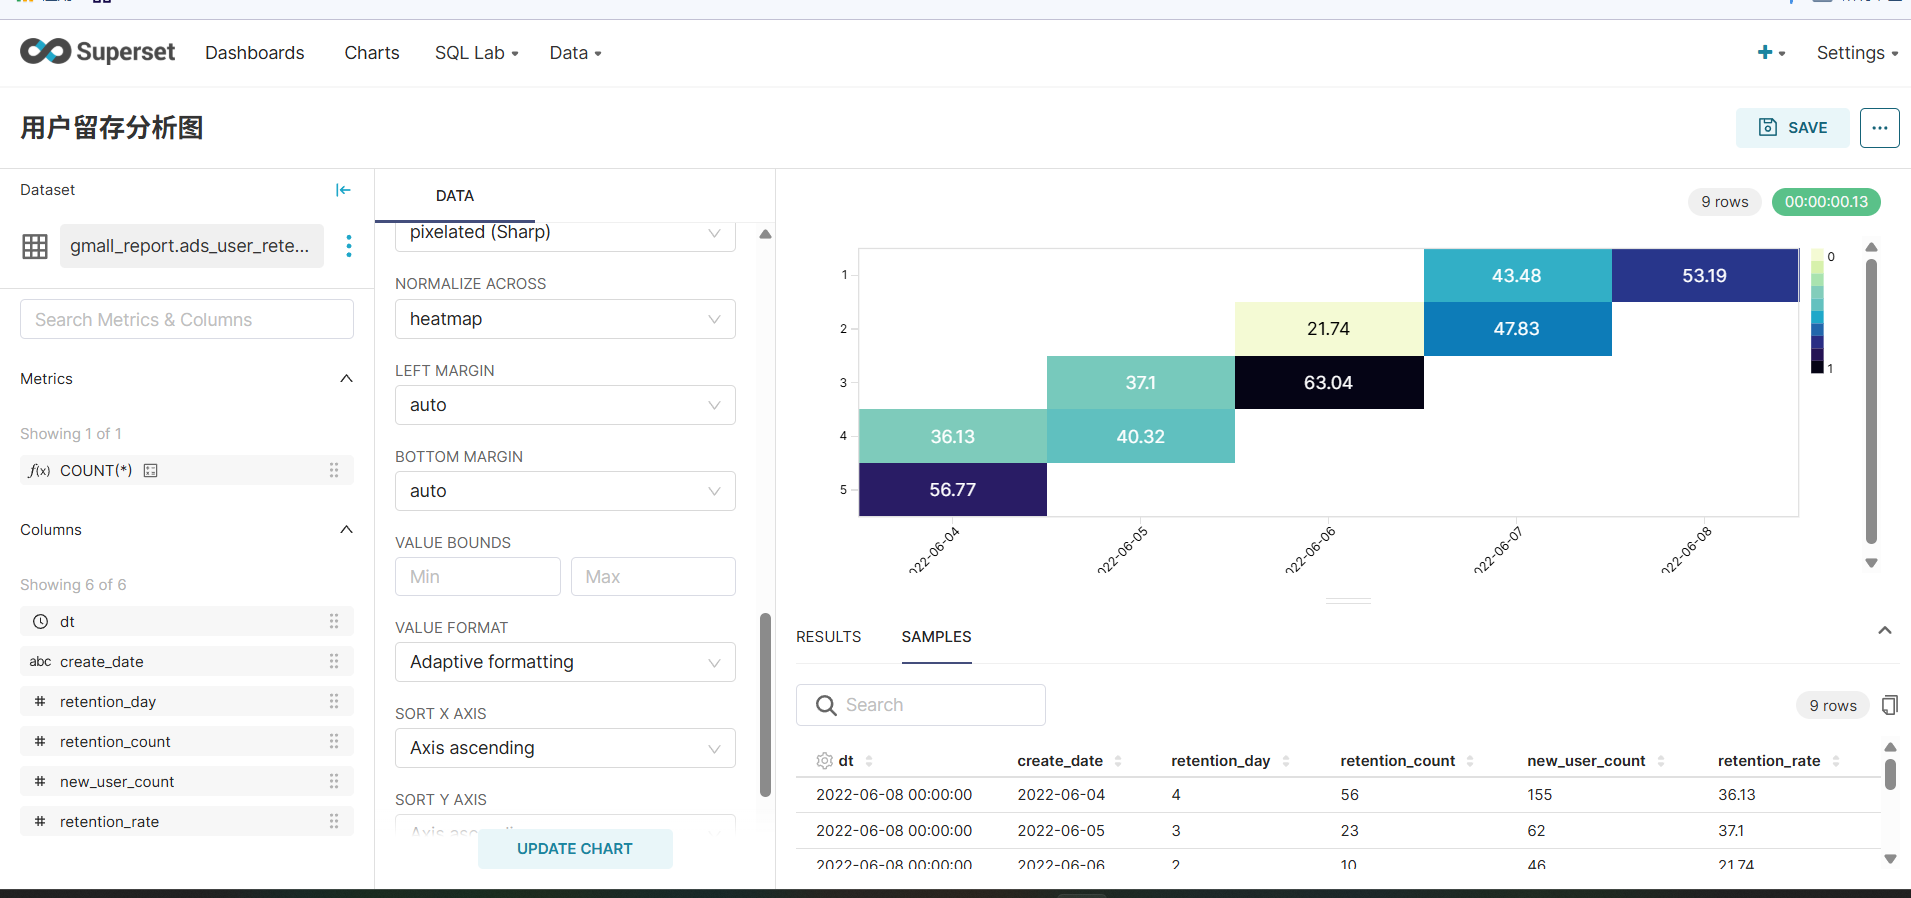 Superset
Dashboards
Charts
SQL Lab
Data
Settings
用户留存分析图
SAVE
Dataset
gmall_report.ads_user_rete...
Search Metrics & Columns
Metrics
Showing 1 of 1
f(x) COUNT(*)
Columns
Showing 6 of 6
dt
abc create_date
# retention_day
# retention_count
# new_user_count
# retention_rate
DATA
pixelated (Sharp)
NORMALIZE ACROSS
heatmap
LEFT MARGIN
auto
BOTTOM MARGIN
auto
VALUE BOUNDS
Min
Max
VALUE FORMAT
Adaptive formatting
SORT X AXIS
Axis ascending
SORT Y AXIS
UPDATE CHART
9 rows
00:00:00.13
1
43.48
53.19
2
21.74
47.83
3
37.1
63.04
4
36.13
40.32
5
56.77
022-06-04
022-06-05
022-06-06
022-06-07
022-06-08
0
1
RESULTS
SAMPLES
Search
9 rows
dt create_date retention_day retention_count new_user_count retention_rate
2022-06-08 00:00:00 2022-06-04 4 56 155 36.13
2022-06-08 00:00:00 2022-06-05 3 23 62 37.1
2022-06-08 00:00:00 2022-06-06 2 10 46 21.74